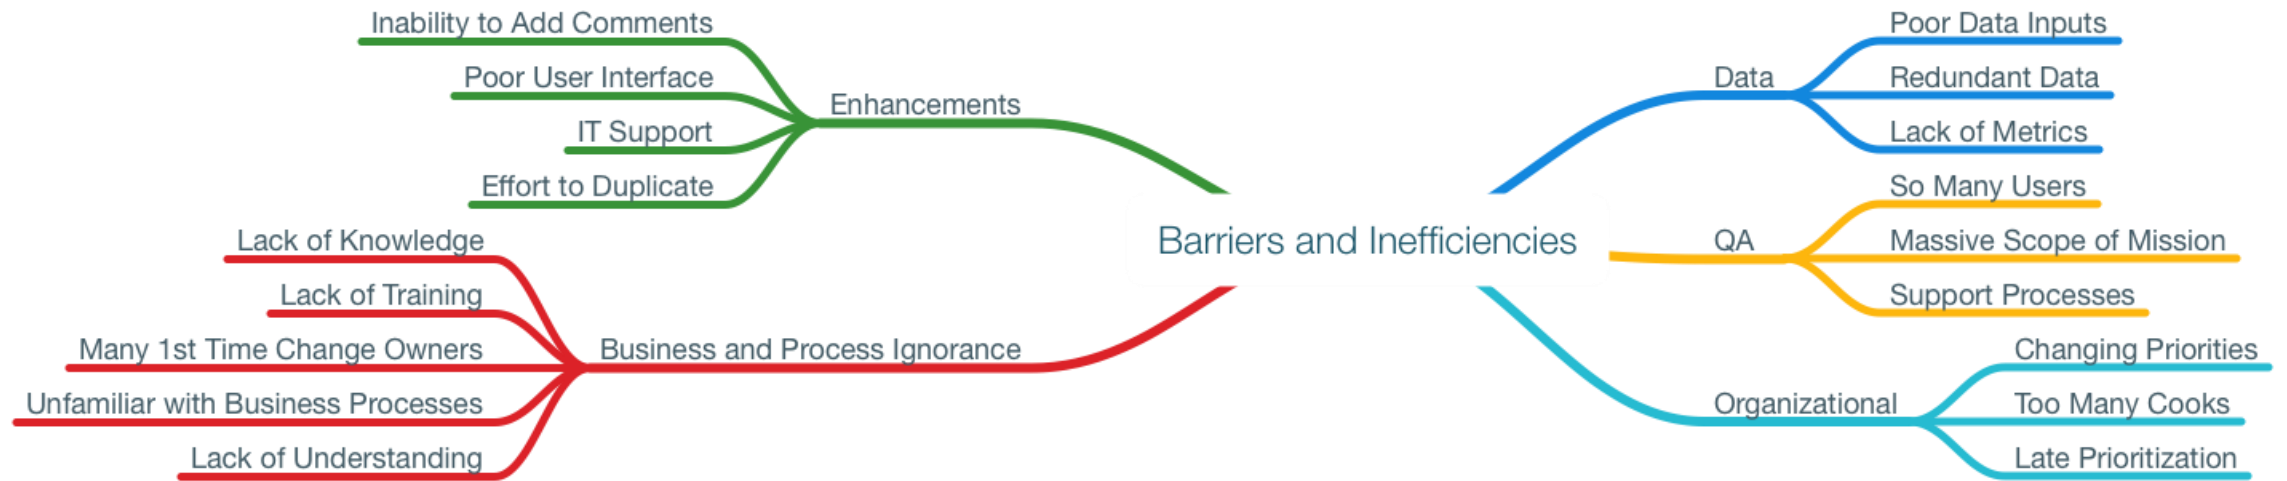 Barriers and Inefficiencies
Enhancements
Inability to Add Comments
Poor User Interface
IT Support
Effort to Duplicate
Business and Process Ignorance
Lack of Knowledge
Lack of Training
Many 1st Time Change Owners
Unfamiliar with Business Processes
Lack of Understanding
Data
Poor Data Inputs
Redundant Data
Lack of Metrics
QA
So Many Users
Massive Scope of Mission
Support Processes
Organizational
Changing Priorities
Too Many Cooks
Late Prioritization